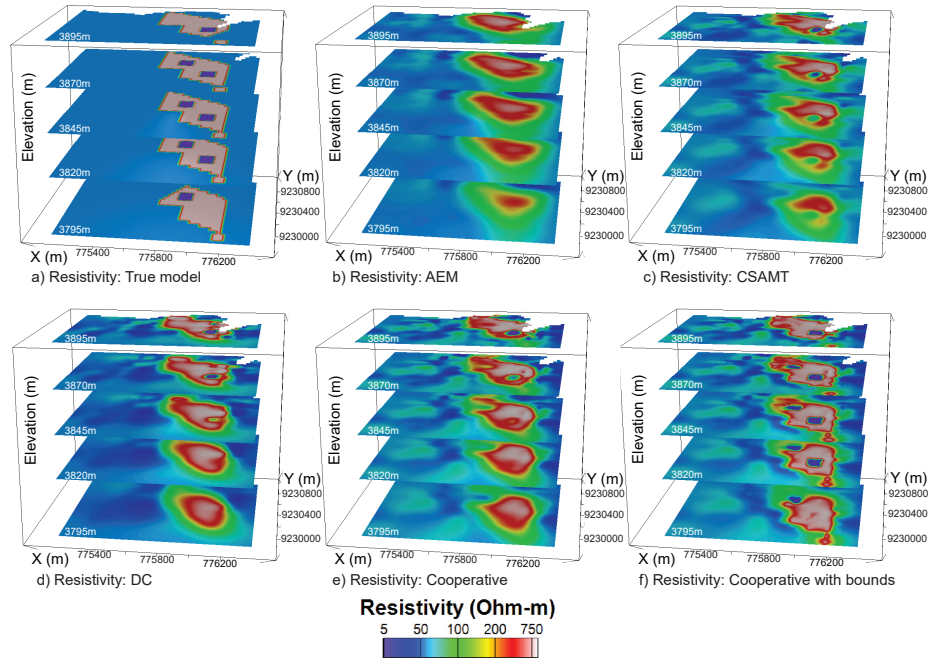 3895m
3870m
3845m
3820m
3795m
Elevation (m)
Y (m)
9230800
9230400
9230000
X (m)
775400
775800
776200
a) Resistivity: True model
3895m
3870m
3845m
3820m
3795m
Elevation (m)
Y (m)
9230800
9230400
9230000
X (m)
775400
775800
776200
b) Resistivity: AEM
3895m
3870m
3845m
3820m
3795m
Elevation (m)
Y (m)
9230800
9230400
9230000
X (m)
775400
775800
776200
c) Resistivity: CSAMT
3895m
3870m
3845m
3820m
3795m
Elevation (m)
Y (m)
9230800
9230400
9230000
X (m)
775400
775800
776200
d) Resistivity: DC
3895m
3870m
3845m
3820m
3795m
Elevation (m)
Y (m)
9230800
9230400
9230000
X (m)
775400
775800
776200
e) Resistivity: Cooperative
3895m
3870m
3845m
3820m
3795m
Elevation (m)
Y (m)
9230800
9230400
9230000
X (m)
775400
775800
776200
f) Resistivity: Cooperative with bounds
Resistivity (Ohm-m)
5 50 100 200 750